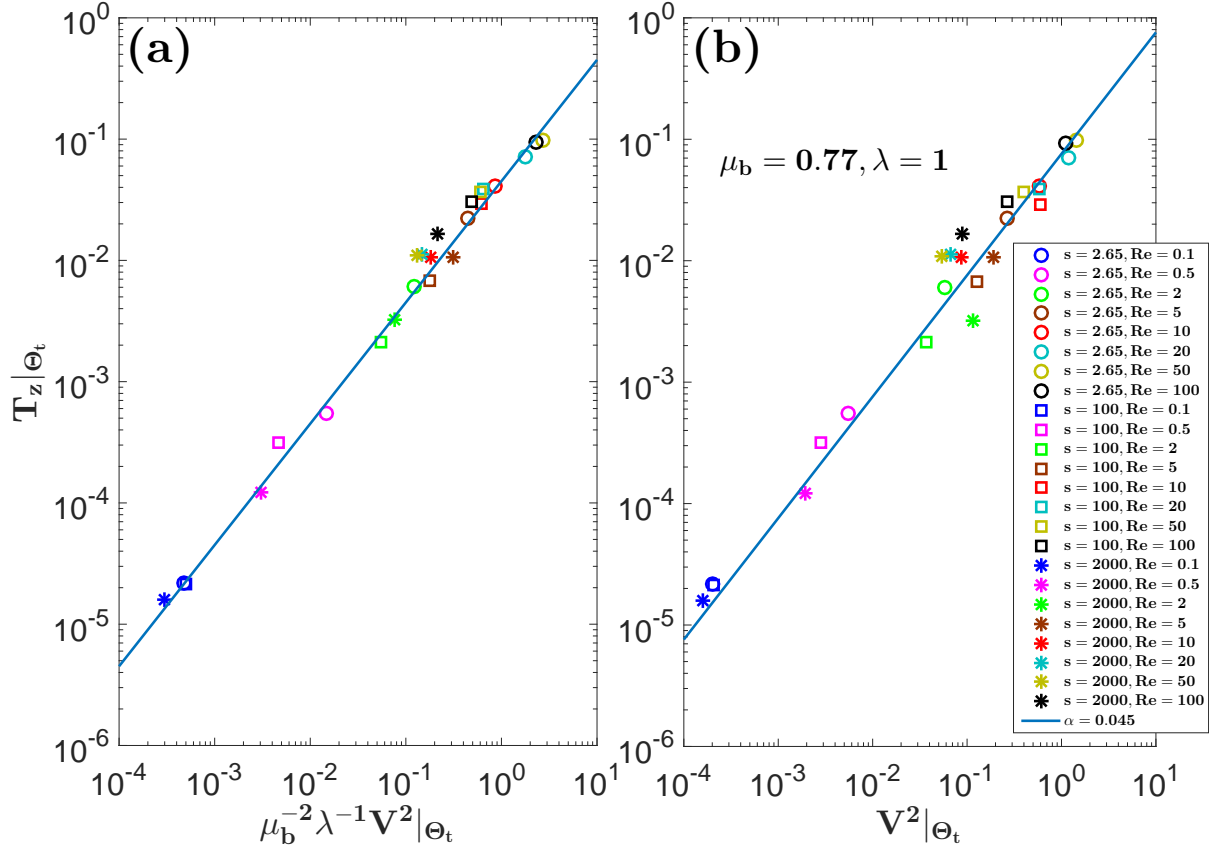 (a)
10^0
10^-1
10^-2
10^-3
10^-4
10^-5
10^-6
T_z|_Θ_t
10^-4 10^-3 10^-2 10^-1 10^0 10^1
μ_b^-2 λ^-1 V^2|_Θ_t
(b)
μ_b = 0.77, λ = 1
10^0
10^-1
10^-2
10^-3
10^-4
10^-5
10^-6
10^-4 10^-3 10^-2 10^-1 10^0 10^1
V^2|_Θ_t
s = 2.65, Re = 0.1
s = 2.65, Re = 0.5
s = 2.65, Re = 2
s = 2.65, Re = 5
s = 2.65, Re = 10
s = 2.65, Re = 20
s = 2.65, Re = 50
s = 2.65, Re = 100
s = 100, Re = 0.1
s = 100, Re = 0.5
s = 100, Re = 2
s = 100, Re = 5
s = 100, Re = 10
s = 100, Re = 20
s = 100, Re = 50
s = 100, Re = 100
s = 2000, Re = 0.1
s = 2000, Re = 0.5
s = 2000, Re = 2
s = 2000, Re = 5
s = 2000, Re = 10
s = 2000, Re = 20
s = 2000, Re = 50
s = 2000, Re = 100
α = 0.045